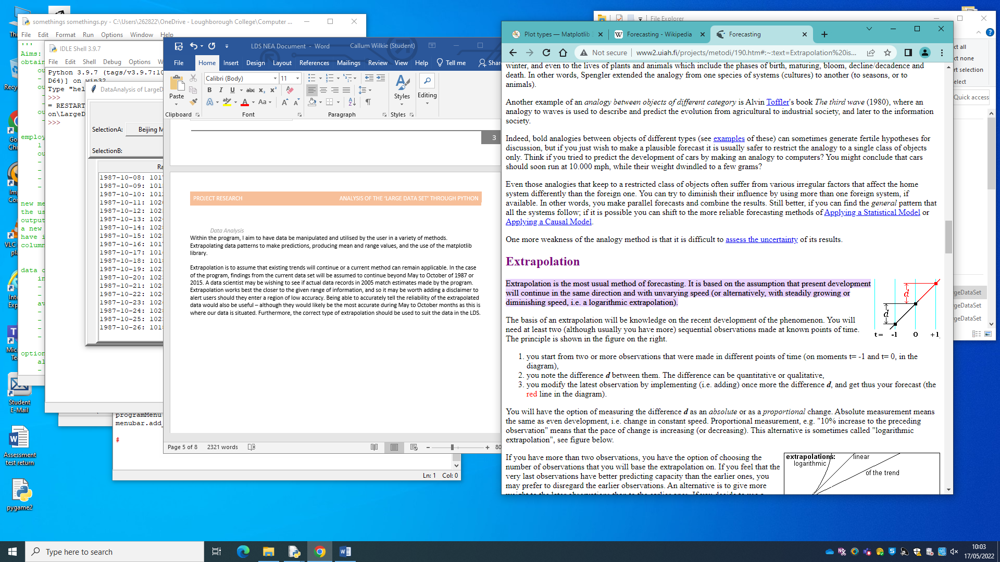 somethings somethings.py - C:\Users\262822\OneDrive - Loughborough College\Computer ...
File Edit Format Run Options Window Help
'''
Aims:
IDLE Shell 3.9.7
File Edit Shell Debug Options
Python 3.9.7 (tags/v3.9.7:10
D64)] on win32
Type "hel
>>>
= RESTART
on\LargeD
>>>
DataAnalysis of LargeD
SelectionA: Beijing M
SelectionB:
1987-10-08: 101
1987-10-09: 101
1987-10-10: 101
1987-10-11: 102
1987-10-12: 102
1987-10-13: 102
1987-10-14: 102
1987-10-15: 102
1987-10-16: 101
1987-10-17: 101
1987-10-18: 101
1987-10-19: 102
1987-10-20: 102
1987-10-21: 102
1987-10-22: 102
1987-10-23: 102
1987-10-24: 102
1987-10-25: 102
1987-10-26: 101
employ
new me
the us
output
a new
have i
column
data c
option
programMenu
menubar.add_
#
Ln: 1 Col: 0
LDS NEA Document - Word Callum Wilkie (Student)
File Home Insert Design Layout References Mailings Review View Help Tell me Shar
Paste
Calibri (Body) 11
Styles Editing
Clipboard Font Paragraph Styles
3
PROJECT RESEARCH ANALYSIS OF THE 'LARGE DATA SET' THROUGH PYTHON
Data Analysis
Within the program, I aim to have data be manipulated and utilised by the user in a variety of methods.
Extrapolating data patterns to make predictions, producing mean and range values, and the use of the matplotlib
library.
Extrapolation is to assume that existing trends will continue or a current method can remain applicable. In the case
of the program, findings from the current data set will be assumed to continue beyond May to October of 1987 or
2015. A data scientist may be wishing to see if actual data records in 2005 match estimates made by the program.
Extrapolation works best the closer to the given range of information, and so it may be worth adding a disclaimer to
alert users should they enter a region of low accuracy. Being able to accurately tell the reliability of the extrapolated
data would also be useful – although they would likely be the most accurate during May to October months as this is
where our data is situated. Furthermore, the correct type of extrapolation should be used to suit the data in the LDS.
Page 5 of 8 2321 words 80
File Explorer
Plot types — Matplotlib Forecasting - Wikipedia Forecasting
Not secure www2.uiah.fi/projects/metodi/190.htm#:~:text=Extrapolation%20is...
winter, and even to the lives of plants and animals which include the phases of birth, maturing, bloom, decline/decadence and
death. In other words, Spengler extended the analogy from one species of systems (cultures) to another (to seasons, or to
animals).
Another example of an analogy between objects of different category is Alvin Toffler's book The third wave (1980), where an
analogy to waves is used to describe and predict the evolution from agricultural to industrial society, and later to the information
society.
Indeed, bold analogies between objects of different types (see examples of these) can sometimes generate fertile hypotheses for
discussion, but if you just wish to make a plausible forecast it is usually safer to restrict the analogy to a single class of objects
only. Think if you tried to predict the development of cars by making an analogy to computers? You might conclude that cars
should soon run at 10.000 mph, while their weight dwindled to a few grams?
Even those analogies that keep to a restricted class of objects often suffer from various irregular factors that affect the home
system differently than the foreign one. You can try to diminish their influence by using more than one foreign system, if
available. In other words, you make parallel forecasts and combine the results. Still better, if you can find the general pattern that
all the systems follow; if it is possible you can shift to the more reliable forecasting methods of Applying a Statistical Model or
Applying a Causal Model.
One more weakness of the analogy method is that it is difficult to assess the uncertainty of its results.
Extrapolation
Extrapolation is the most usual method of forecasting. It is based on the assumption that present development
will continue in the same direction and with unvarying speed (or alternatively, with steadily growing or
diminishing speed, i.e. a logarithmic extrapolation).
d
d
t = -1 0 +1
The basis of an extrapolation will be knowledge on the recent development of the phenomenon. You will
need at least two (although usually you have more) sequential observations made at known points of time.
The principle is shown in the figure on the right.
1. you start from two or more observations that were made in different points of time (on moments t= -1 and t= 0, in the
diagram),
2. you note the difference d between them. The difference can be quantitative or qualitative,
3. you modify the latest observation by implementing (i.e. adding) once more the difference d, and get thus your forecast (the
red line in the diagram).
You will have the option of measuring the difference d as an absolute or as a proportional change. Absolute measurement means
the same as even development, i.e. change in constant speed. Proportional measurement, e.g. "10% increase to the preceding
observation" means that the pace of change is increasing (or decreasing). This alternative is sometimes called "logarithmic
extrapolation", see figure below.
If you have more than two observations, you have the option of choosing the
number of observations that you will base the extrapolation on. If you feel that the
very last observations have better predicting capacity than the earlier ones, you
may prefer to disregard the earlier observations. An alternative is to give more
extrapolations: linear
logarithmic
of the trend
Quick access
geDataSet
geDataSet
geDataSet
Student
E-Mail
Assessment
test return
pygame2
Type here to search
10:03
17/05/2022